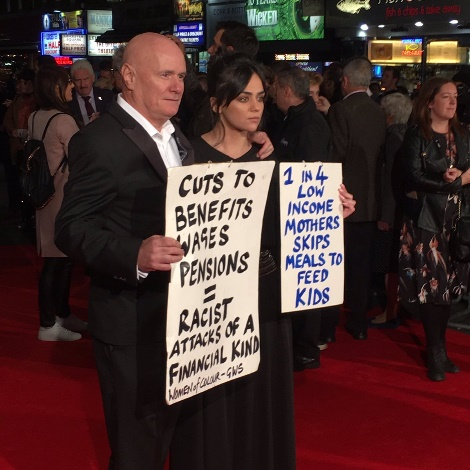 WICKED
CUTS TO
BENEFITS
WAGES
PENSIONS
=
RACIST
ATTACKS OF A
FINANCIAL KIND
WOMEN OF COLOUR - GWS
1 IN 4
LOW
INCOME
MOTHERS
SKIPS
MEALS TO
FEED
KIDS